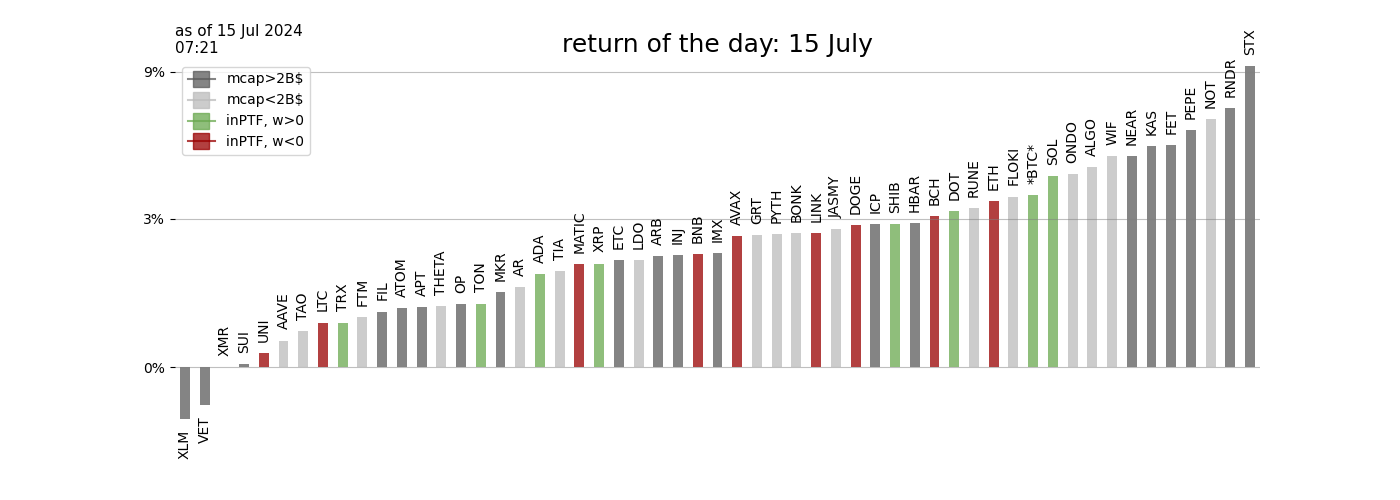 as of 15 Jul 2024
07:21
return of the day: 15 July
mcap>2B$
mcap<2B$
inPTF, w>0
inPTF, w<0
9%
3%
0%
XLM
VET
XMR
SUI
UNI
AAVE
TAO
LTC
TRX
FTM
FIL
ATOM
APT
THETA
OP
TON
MKR
AR
ADA
TIA
MATIC
XRP
ETC
LDO
ARB
INJ
BNB
IMX
AVAX
GRT
PYTH
BONK
LINK
JASMY
DOGE
ICP
SHIB
HBAR
BCH
DOT
RUNE
ETH
FLOKI
*BTC*
SOL
ONDO
ALGO
WIF
NEAR
KAS
FET
PEPE
NOT
RNDR
STX